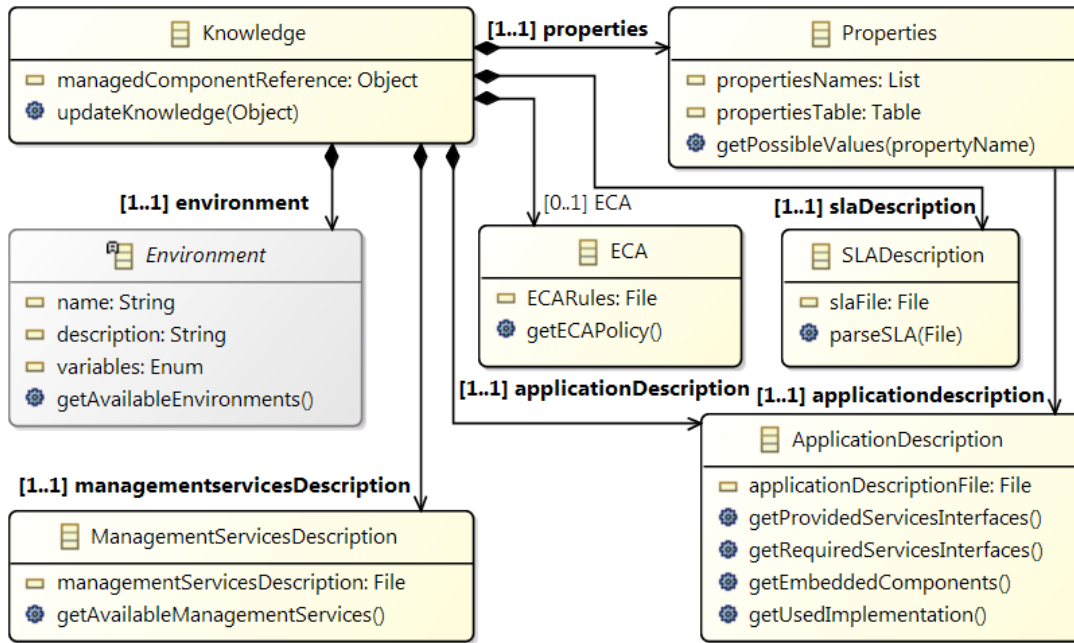 Knowledge
managedComponentReference: Object
updateKnowledge(Object)
[1..1] properties
Properties
propertiesNames: List
propertiesTable: Table
getPossibleValues(propertyName)
[1..1] environment
[0..1] ECA
[1..1] slaDescription
Environment
name: String
description: String
variables: Enum
getAvailableEnvironments()
ECA
ECARules: File
getECAPolicy()
SLADescription
slaFile: File
parseSLA(File)
[1..1] applicationDescription
[1..1] applicationdescription
ApplicationDescription
applicationDescriptionFile: File
getProvidedServicesInterfaces()
getRequiredServicesInterfaces()
getEmbeddedComponents()
getUsedImplementation()
[1..1] managementservicesDescription
ManagementServicesDescription
managementServicesDescription: File
getAvailableManagementServices()